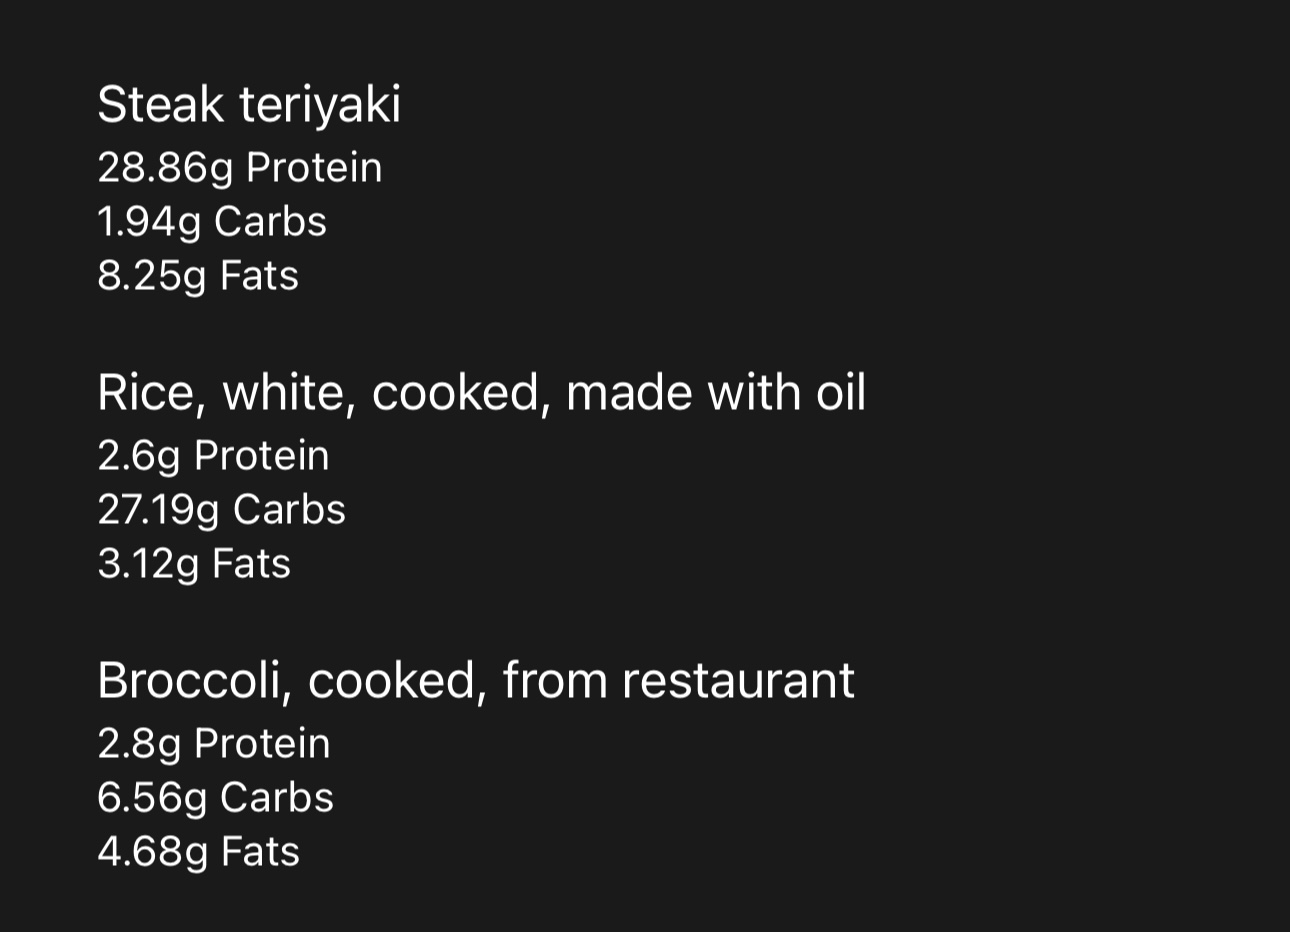 Steak teriyaki
28.86g Protein
1.94g Carbs
8.25g Fats
Rice, white, cooked, made with oil
2.6g Protein
27.19g Carbs
3.12g Fats
Broccoli, cooked, from restaurant
2.8g Protein
6.56g Carbs
4.68g Fats